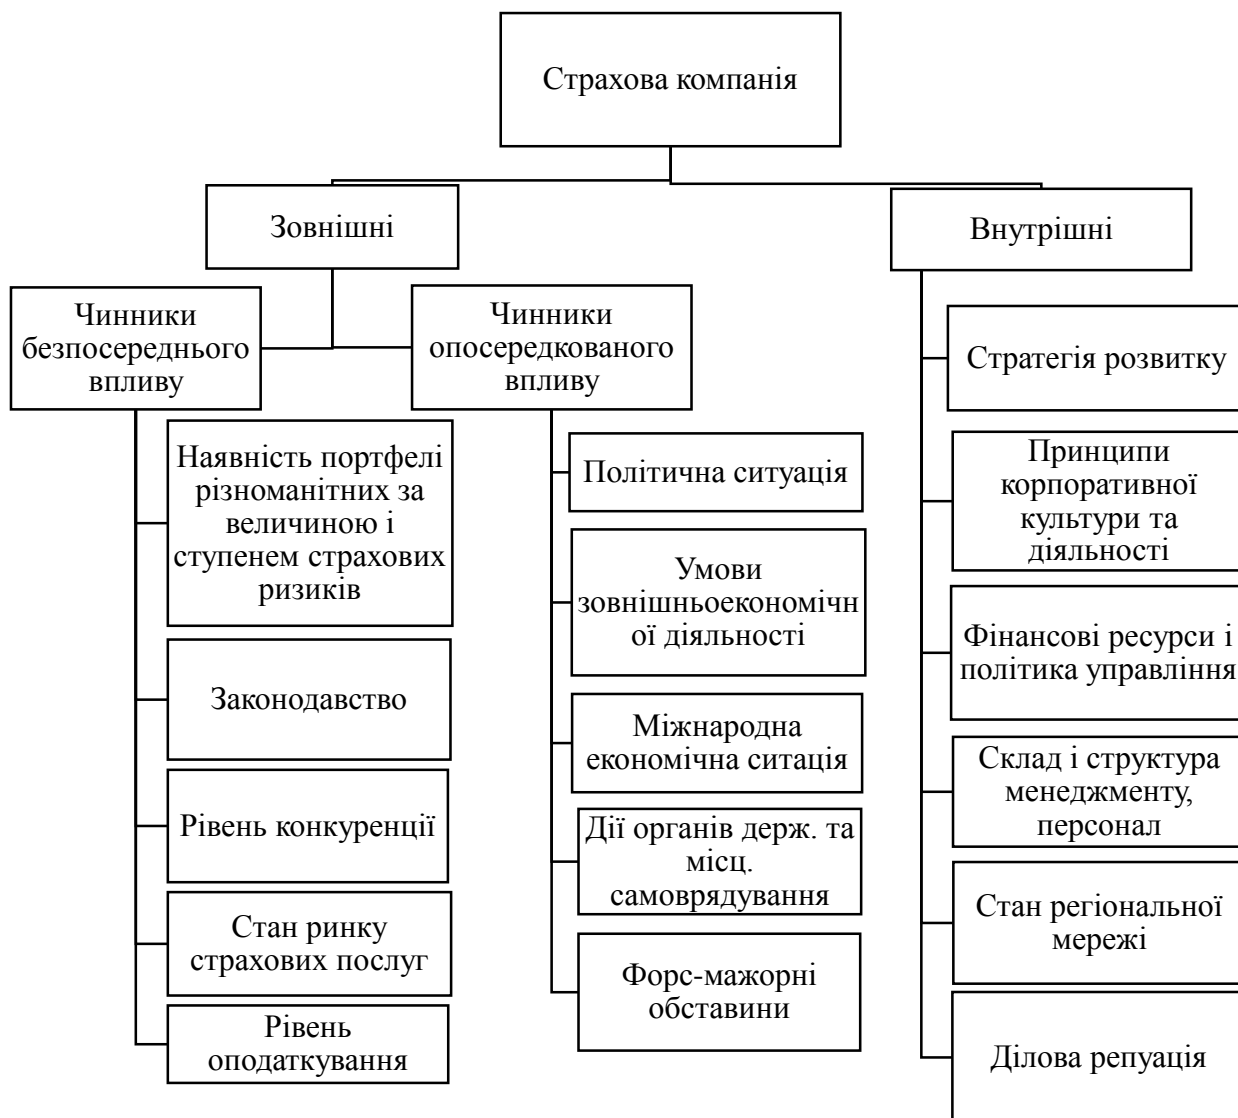 Страхова компанія
Зовнішні
Внутрішні
Чинники
безпосереднього
впливу
Чинники
опосередкованого
впливу
Наявність портфелі
різноманітних за
величиною і
ступенем страхових
ризиків
Законодавство
Рівень конкуренції
Стан ринку
страхових послуг
Рівень
оподаткування
Політична ситуація
Умови
зовнішньоекономічн
ої діяльності
Міжнародна
економічна ситація
Дії органів держ. та
місц.
самоврядування
Форс-мажорні
обставини
Стратегія розвитку
Принципи
корпоративної
культури та
діяльності
Фінансові ресурси і
політика управління
Склад і структура
менеджменту,
персонал
Стан регіональної
мережі
Ділова репуація